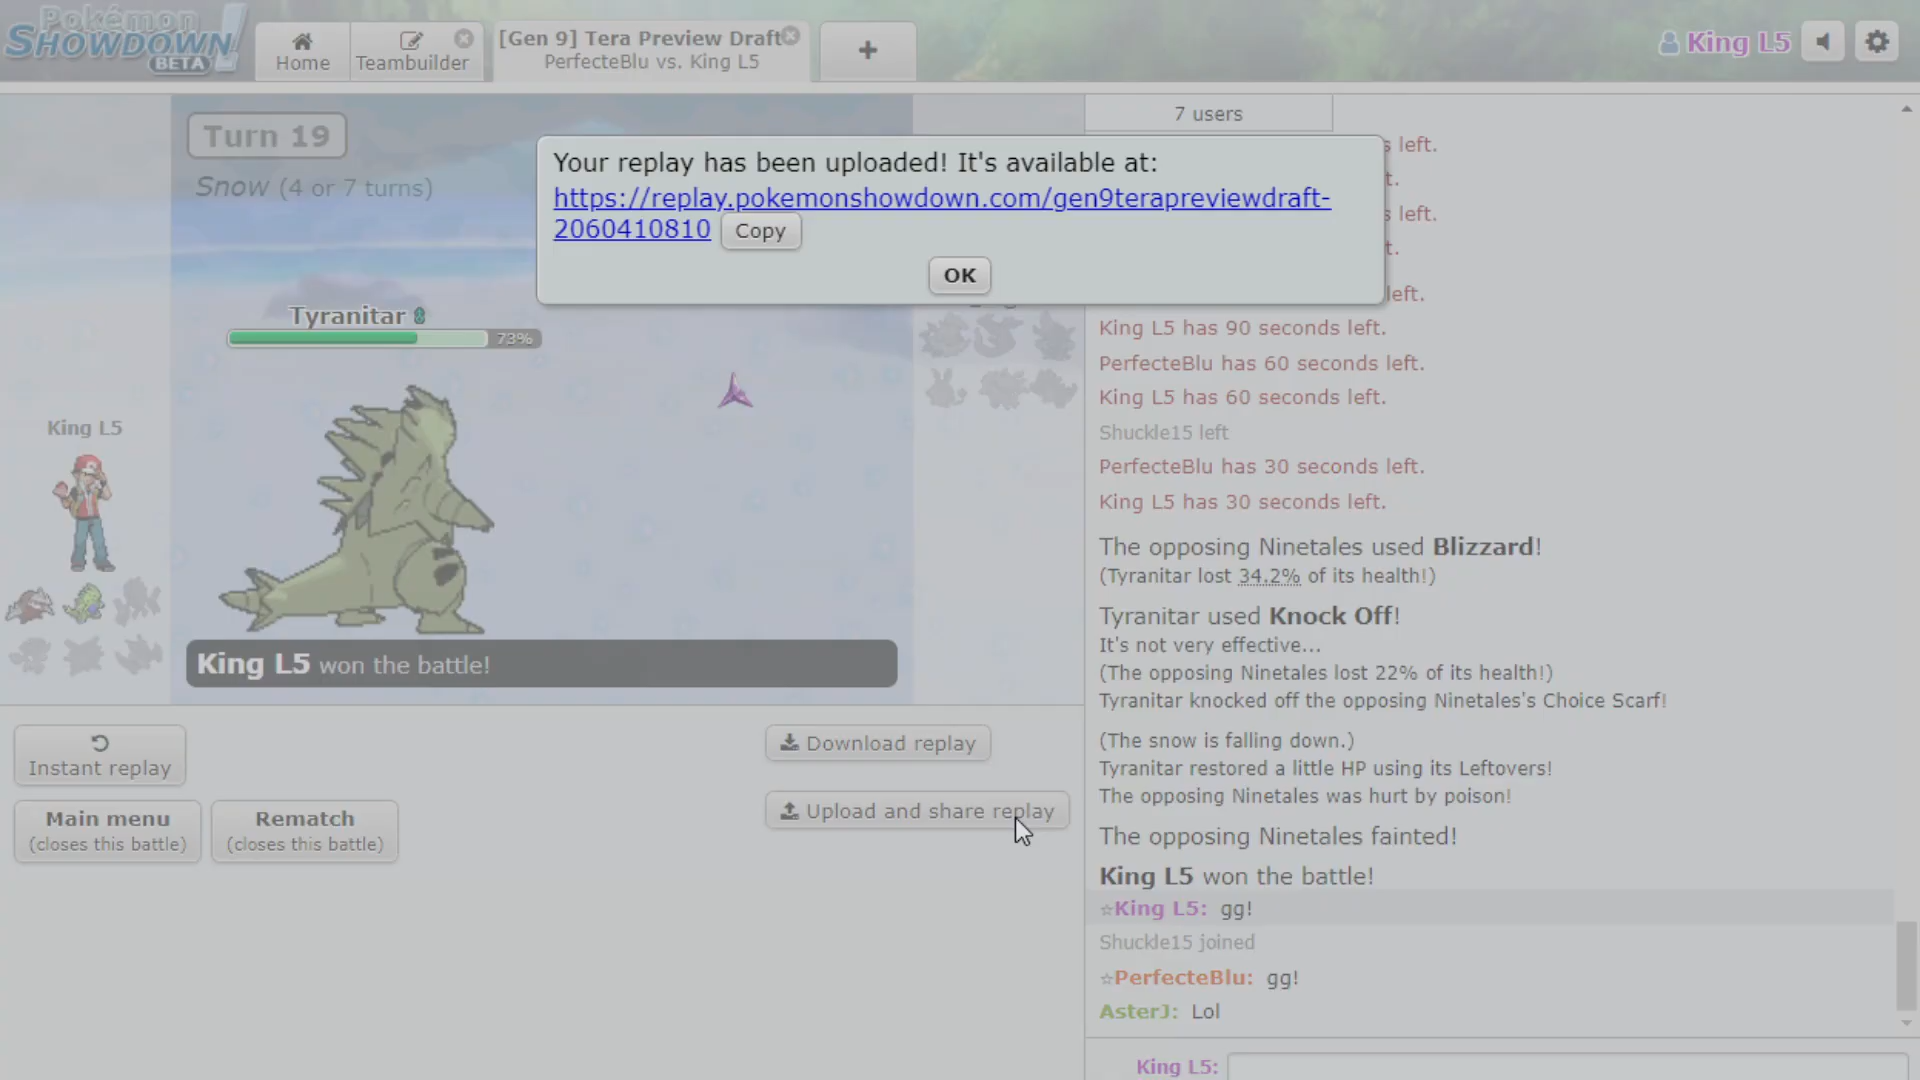 Pokémon
SHOWDOWN!
BETA
Home
Teambuilder
[Gen 9] Tera Preview Draft
PerfecteBlu vs. King L5
+
King L5
Turn 19
Snow (4 or 7 turns)
Your replay has been uploaded! It's available at:
https://replay.pokemonshowdown.com/gen9terapreviewdraft-
2060410810 Copy
OK
Tyranitar
73%
King L5
King L5 won the battle!
Instant replay
Download replay
Upload and share replay
Main menu
(closes this battle)
Rematch
(closes this battle)
7 users
s left.
t.
s left.
t.
left.
King L5 has 90 seconds left.
PerfecteBlu has 60 seconds left.
King L5 has 60 seconds left.
Shuckle15 left
PerfecteBlu has 30 seconds left.
King L5 has 30 seconds left.
The opposing Ninetales used Blizzard!
(Tyranitar lost 34.2% of its health!)
Tyranitar used Knock Off!
It's not very effective...
(The opposing Ninetales lost 22% of its health!)
Tyranitar knocked off the opposing Ninetales's Choice Scarf!
(The snow is falling down.)
Tyranitar restored a little HP using its Leftovers!
The opposing Ninetales was hurt by poison!
The opposing Ninetales fainted!
King L5 won the battle!
☆King L5: gg!
Shuckle15 joined
☆PerfecteBlu: gg!
AsterJ: Lol
King L5: